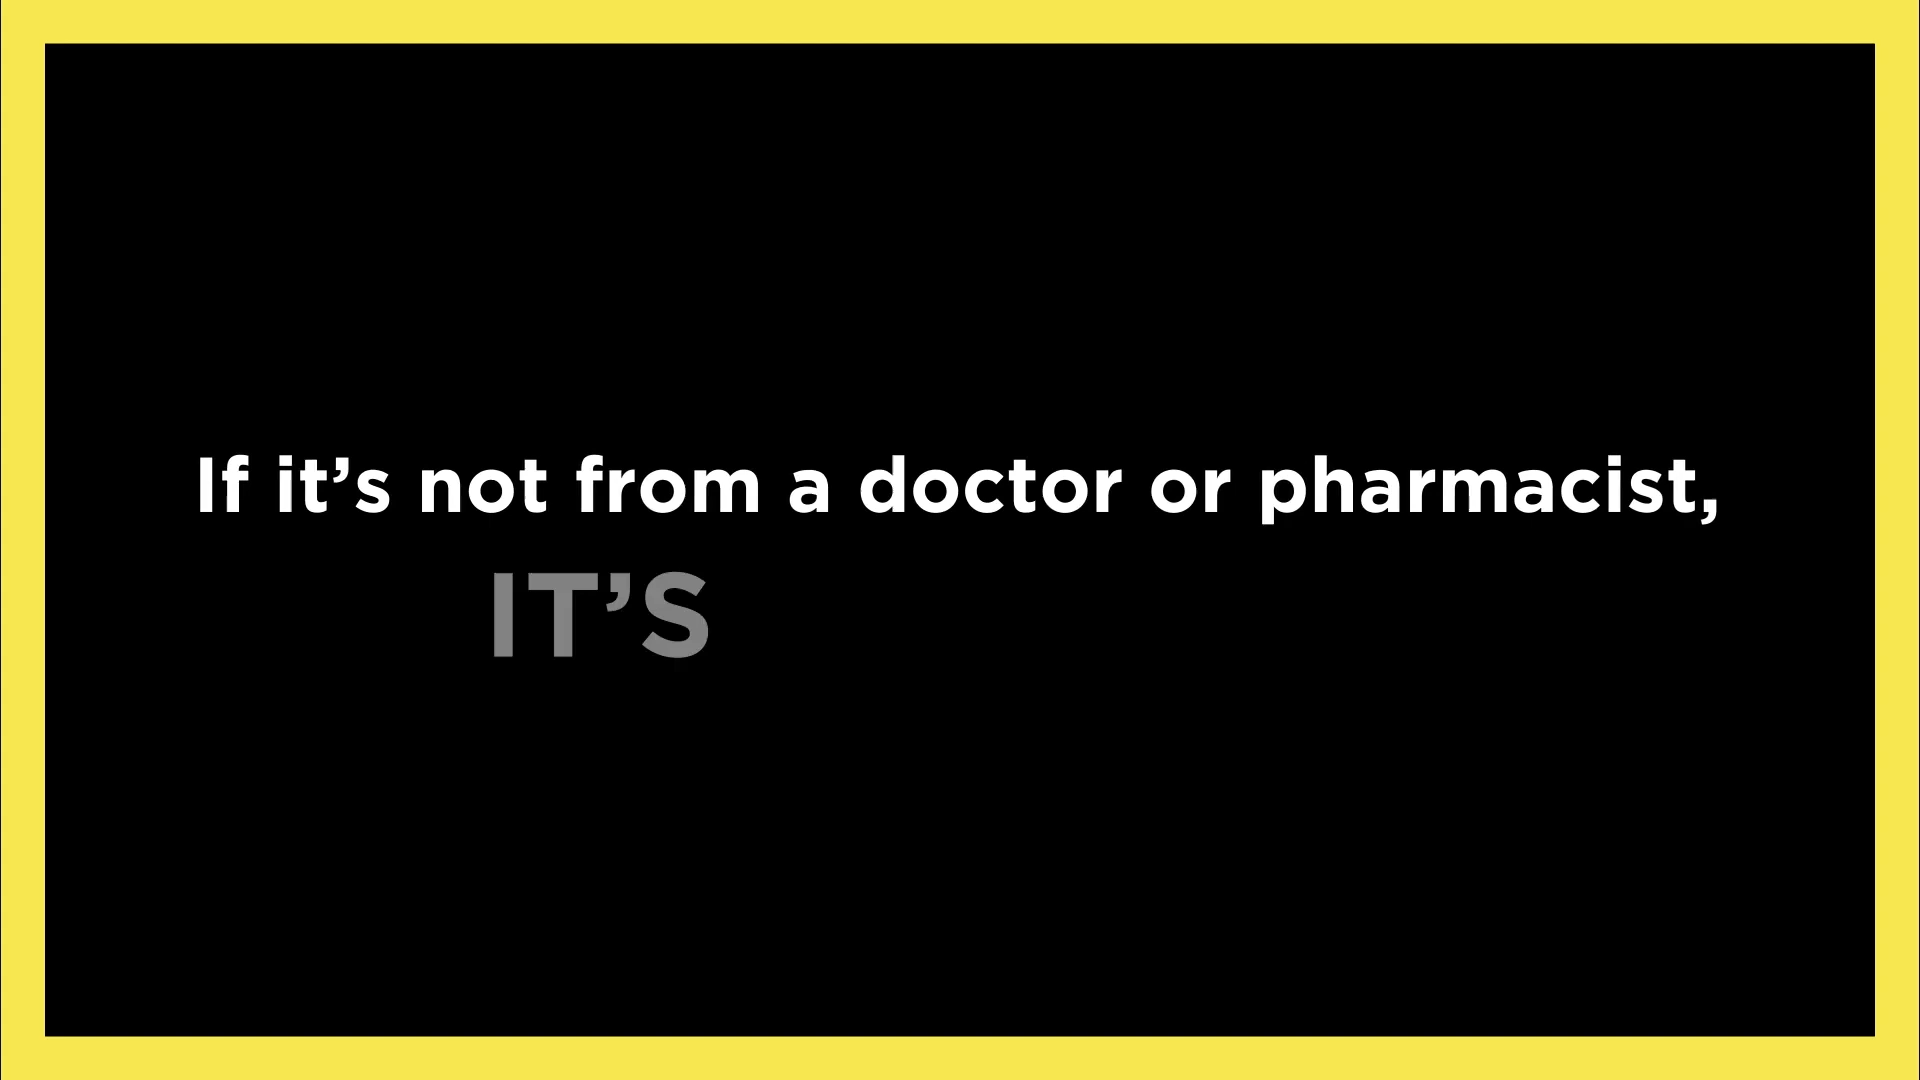 If it’s not from a doctor or pharmacist,
IT’S